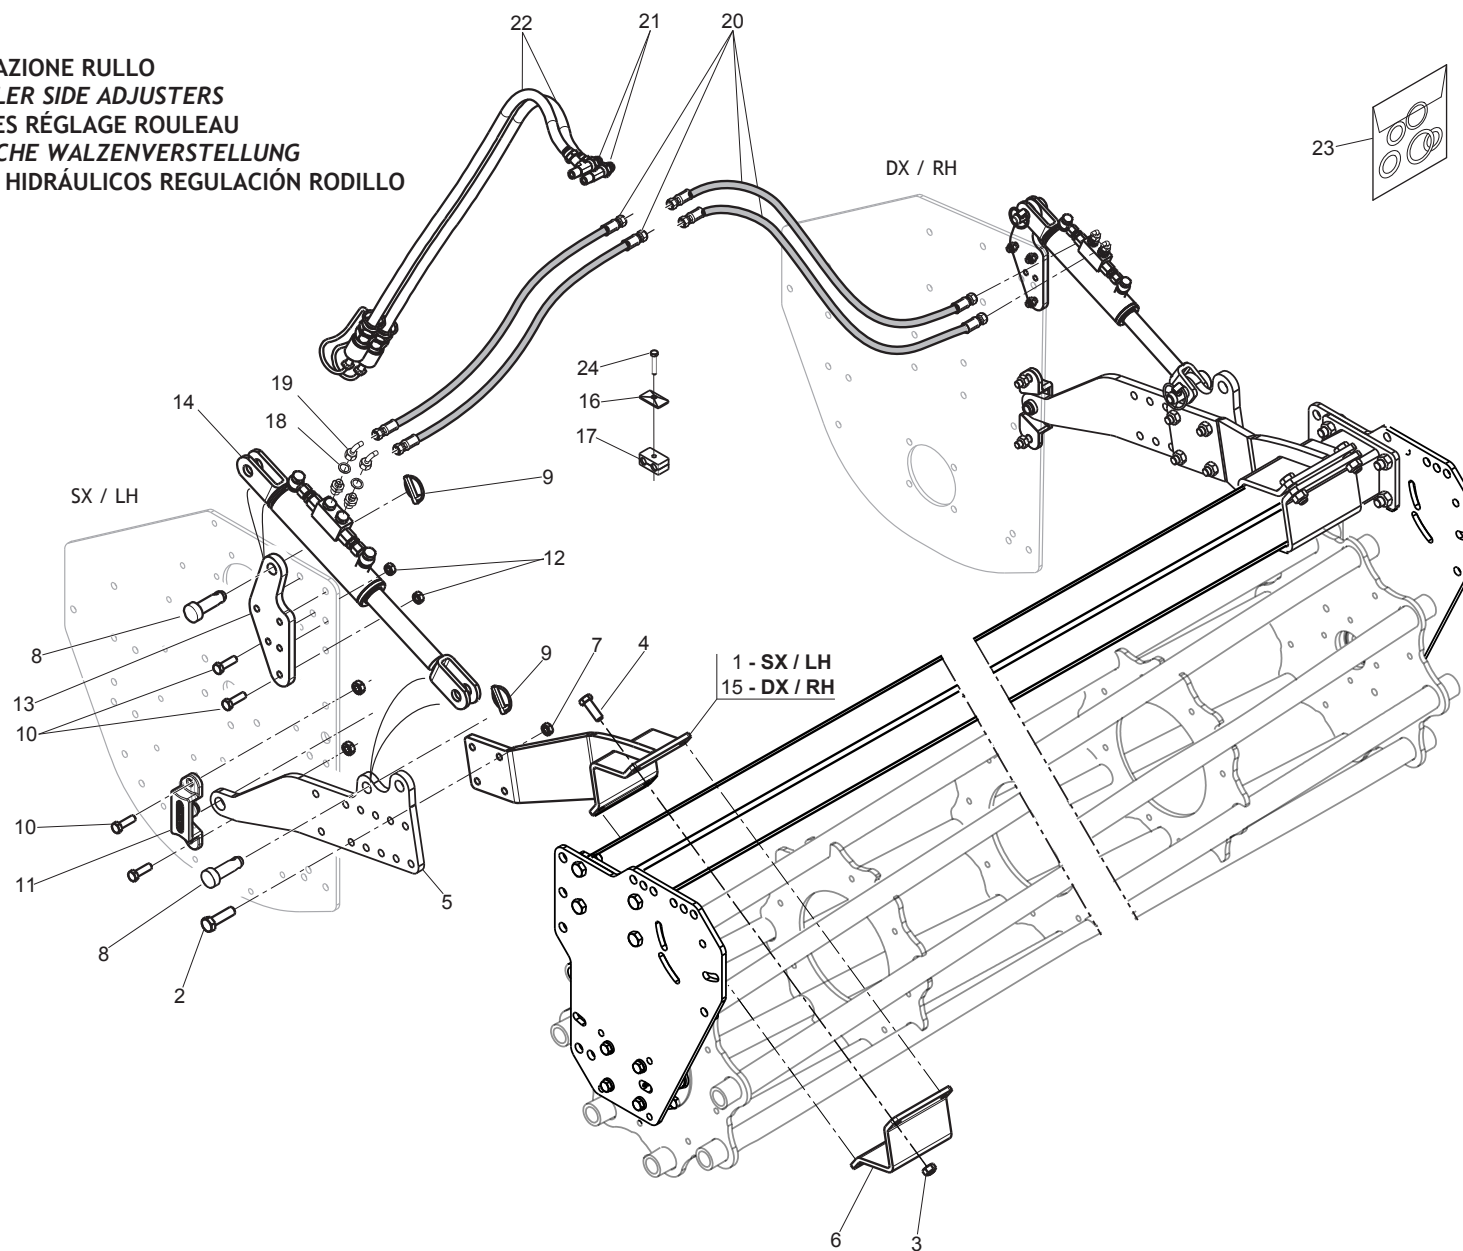 22
21
20
AZIONE RULLO
LER SIDE ADJUSTERS
ES RÉGLAGE ROULEAU
CHE WALZENVERSTELLUNG
HIDRÁULICOS REGULACIÓN RODILLO
23
DX / RH
24
19
14
16
18
17
SX / LH
9
12
8
4
7
9
1 - SX / LH
15 - DX / RH
13
10
10
11
5
8
2
6
3